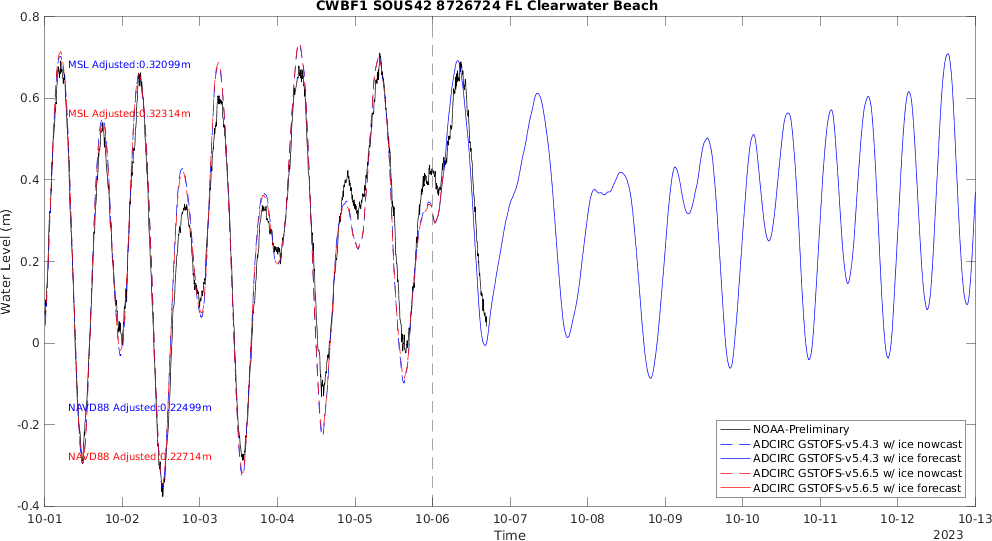 CWBF1 SOUS42 8726724 FL Clearwater Beach
0.8
0.6
0.4
0.2
0
-0.2
-0.4
Water Level (m)
MSL Adjusted:0.32099m
MSL Adjusted:0.32314m
NAVD88 Adjusted:0.22499m
NAVD88 Adjusted:0.22714m
NOAA-Preliminary
ADCIRC GSTOFS-v5.4.3 w/ ice nowcast
ADCIRC GSTOFS-v5.4.3 w/ ice forecast
ADCIRC GSTOFS-v5.6.5 w/ ice nowcast
ADCIRC GSTOFS-v5.6.5 w/ ice forecast
10-01 10-02 10-03 10-04 10-05 10-06 10-07 10-08 10-09 10-10 10-11 10-12 10-13
Time
2023